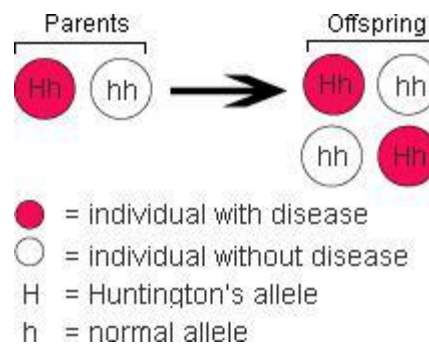 Parents Offspring
Hh hh Hh hh
hh Hh
= individual with disease
= individual without disease
H = Huntington's allele
h = normal allele